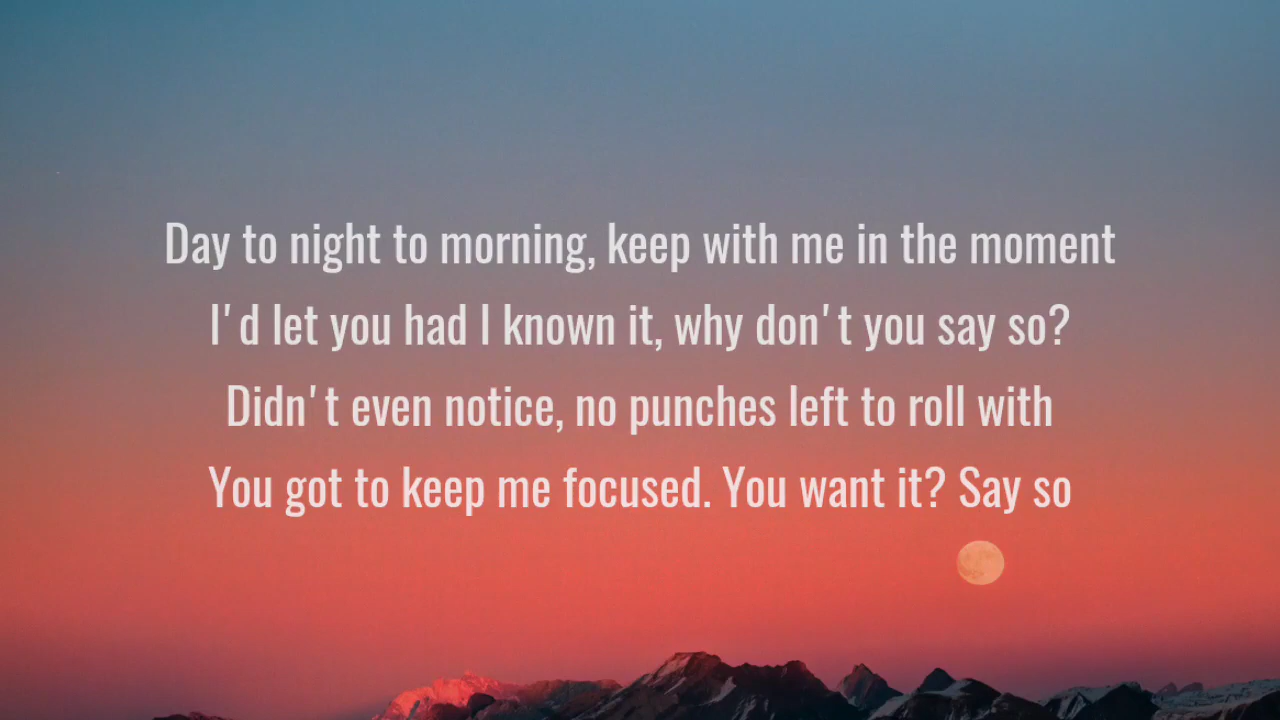 Day to night to morning, keep with me in the moment
I'd let you had I known it, why don't you say so?
Didn't even notice, no punches left to roll with
You got to keep me focused. You want it? Say so